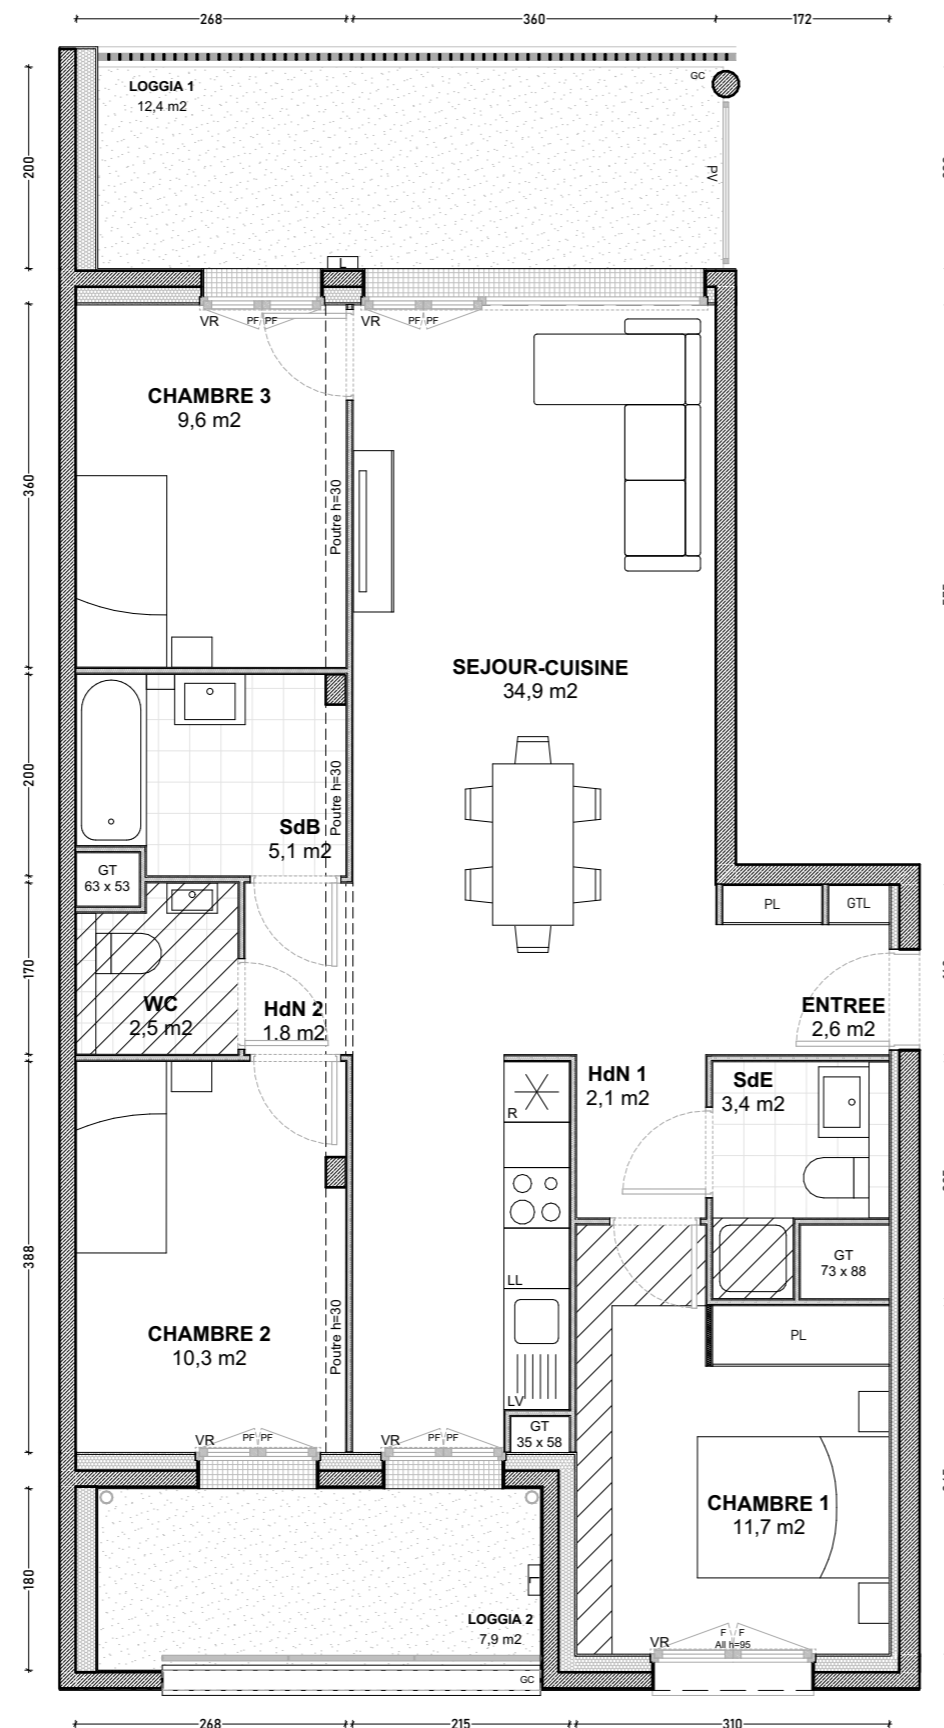 268
360
172
LOGGIA 1
12,4 m2
GC
PV
200
L
VR
PF PF
VR
PF PF
CHAMBRE 3
9,6 m2
360
Poutre h=30
SEJOUR-CUISINE
34,9 m2
200
Poutre h=30
SdB
5,1 m2
GT
63 x 53
PL
GTL
170
WC
2,5 m2
HdN 2
1.8 m2
ENTREE
2,6 m2
HdN 1
2,1 m2
SdE
3,4 m2
R
388
LL
GT
73 x 88
CHAMBRE 2
10,3 m2
Poutre h=30
PL
LV
GT
35 x 58
VR
PF PF
VR
PF PF
CHAMBRE 1
11,7 m2
180
L
LOGGIA 2
7,9 m2
GC
VR
F F
All h=95
268
215
310